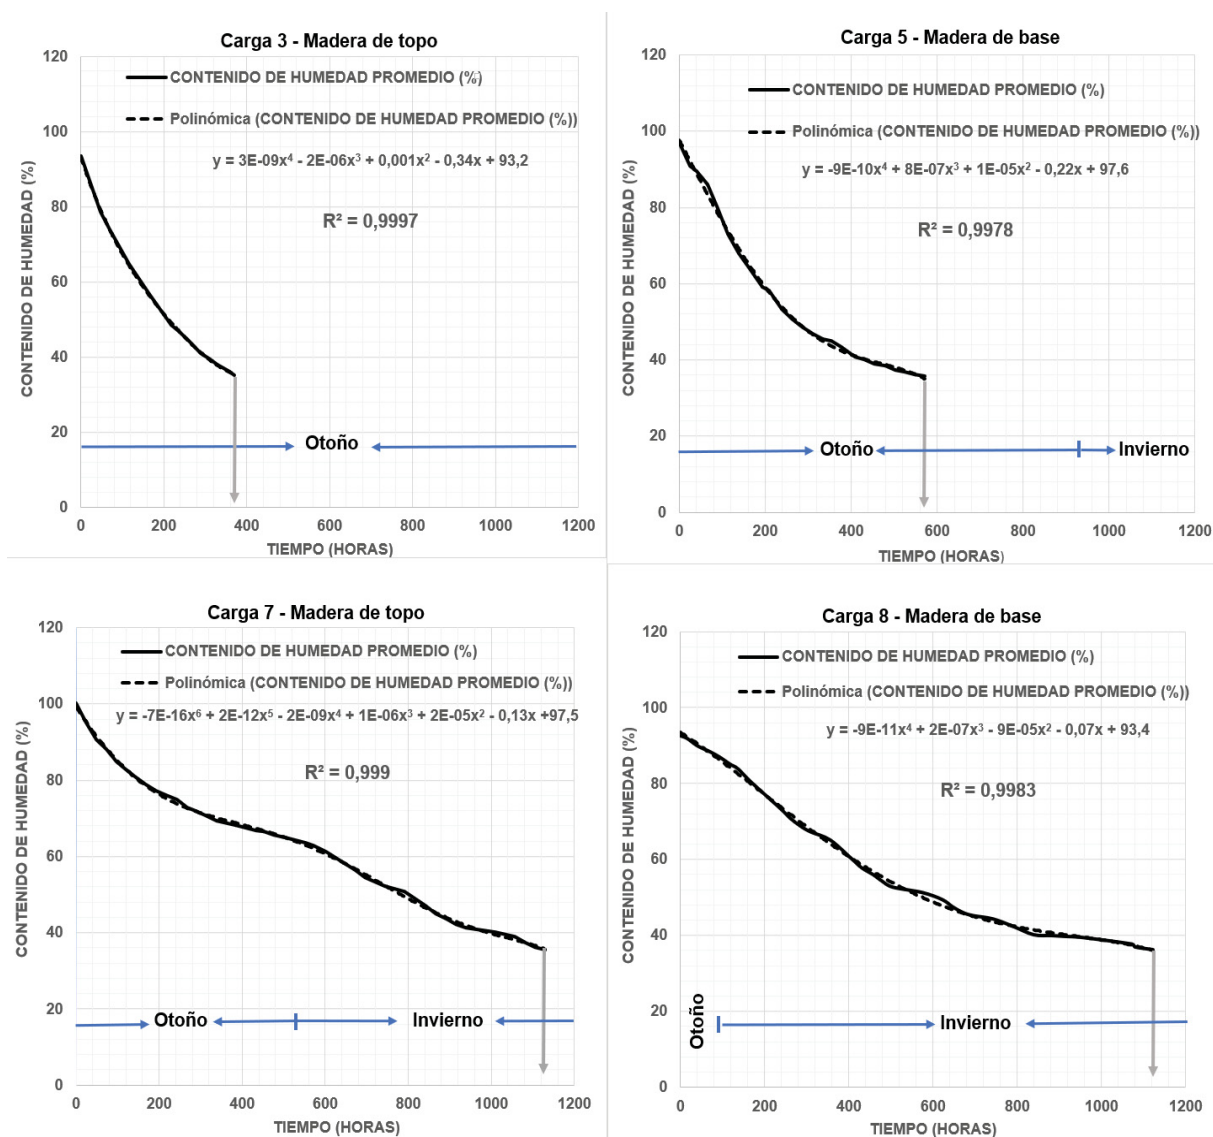 Carga 3 - Madera de topo
CONTENIDO DE HUMEDAD PROMEDIO (%)
Polinómica (CONTENIDO DE HUMEDAD PROMEDIO (%))
y = 3E-09x⁴ - 2E-06x³ + 0,001x² - 0,34x + 93,2
R² = 0,9997
CONTENIDO DE HUMEDAD (%)
120
100
80
60
40
20
0
Otoño
0 200 400 600 800 1000 1200
TIEMPO (HORAS)
Carga 5 - Madera de base
CONTENIDO DE HUMEDAD PROMEDIO (%)
Polinómica (CONTENIDO DE HUMEDAD PROMEDIO (%))
y = -9E-10x⁴ + 8E-07x³ + 1E-05x² - 0,22x + 97,6
R² = 0,9978
CONTENIDO DE HUMEDAD (%)
120
100
80
60
40
20
0
Otoño Invierno
0 200 400 600 800 1000 1200
TIEMPO (HORAS)
Carga 7 - Madera de topo
CONTENIDO DE HUMEDAD PROMEDIO (%)
Polinómica (CONTENIDO DE HUMEDAD PROMEDIO (%))
y = -7E-16x⁶ + 2E-12x⁵ - 2E-09x⁴ + 1E-06x³ + 2E-05x² - 0,13x +97,5
R² = 0,999
CONTENIDO DE HUMEDAD (%)
120
100
80
60
40
20
0
Otoño Invierno
0 200 400 600 800 1000 1200
TIEMPO (HORAS)
Carga 8 - Madera de base
CONTENIDO DE HUMEDAD PROMEDIO (%)
Polinómica (CONTENIDO DE HUMEDAD PROMEDIO (%))
y = -9E-11x⁴ + 2E-07x³ - 9E-05x² - 0,07x + 93,4
R² = 0,9983
CONTENIDO DE HUMEDAD (%)
120
100
80
60
40
20
0
Otoño Invierno
0 200 400 600 800 1000 1200
TIEMPO (HORAS)